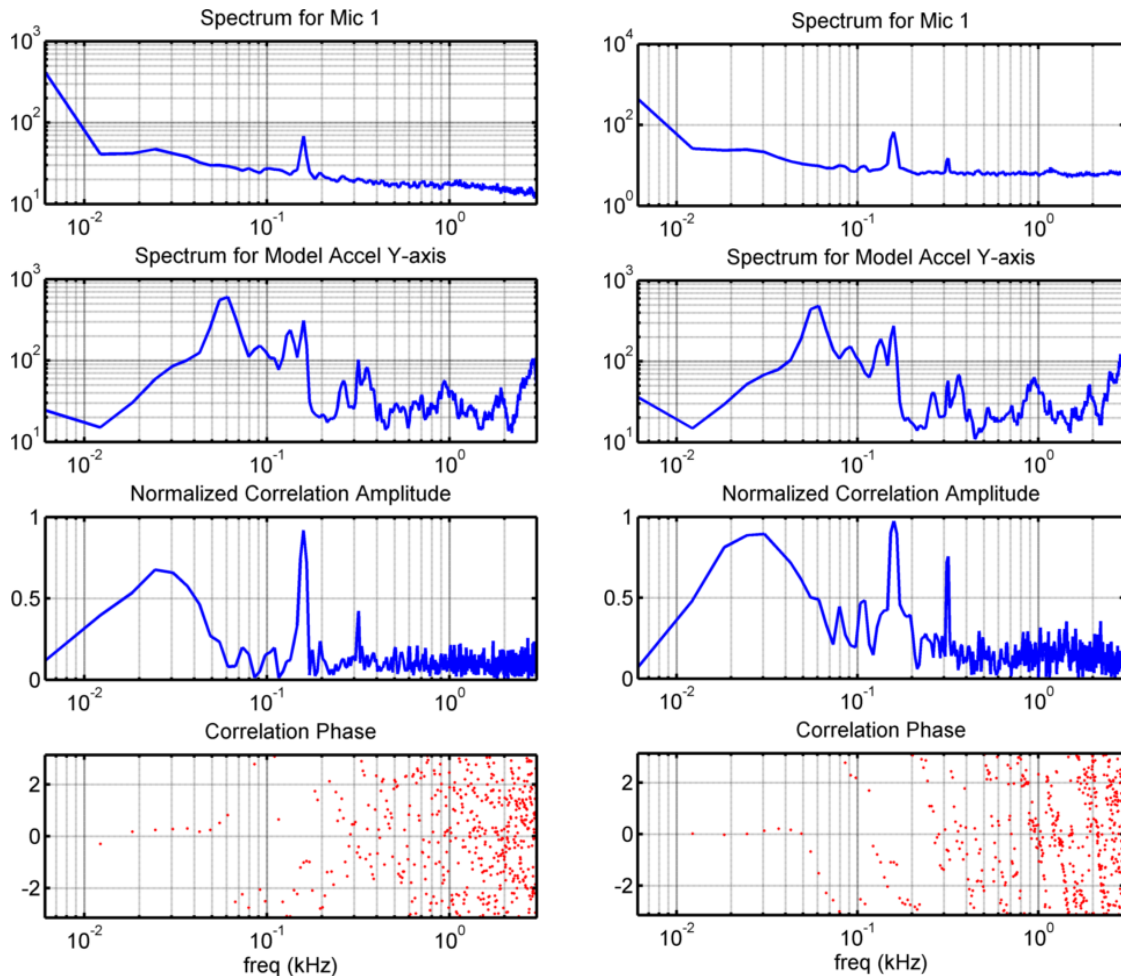 Spectrum for Mic 1
10^3
10^2
10^1
10^-2 10^-1 10^0
Spectrum for Model Accel Y-axis
10^3
10^2
10^1
10^-2 10^-1 10^0
Normalized Correlation Amplitude
1
0.5
0
10^-2 10^-1 10^0
Correlation Phase
2
0
-2
10^-2 10^-1 10^0
freq (kHz)
Spectrum for Mic 1
10^4
10^2
10^0
10^-2 10^-1 10^0
Spectrum for Model Accel Y-axis
10^3
10^2
10^1
10^-2 10^-1 10^0
Normalized Correlation Amplitude
1
0.5
0
10^-2 10^-1 10^0
Correlation Phase
2
0
-2
10^-2 10^-1 10^0
freq (kHz)